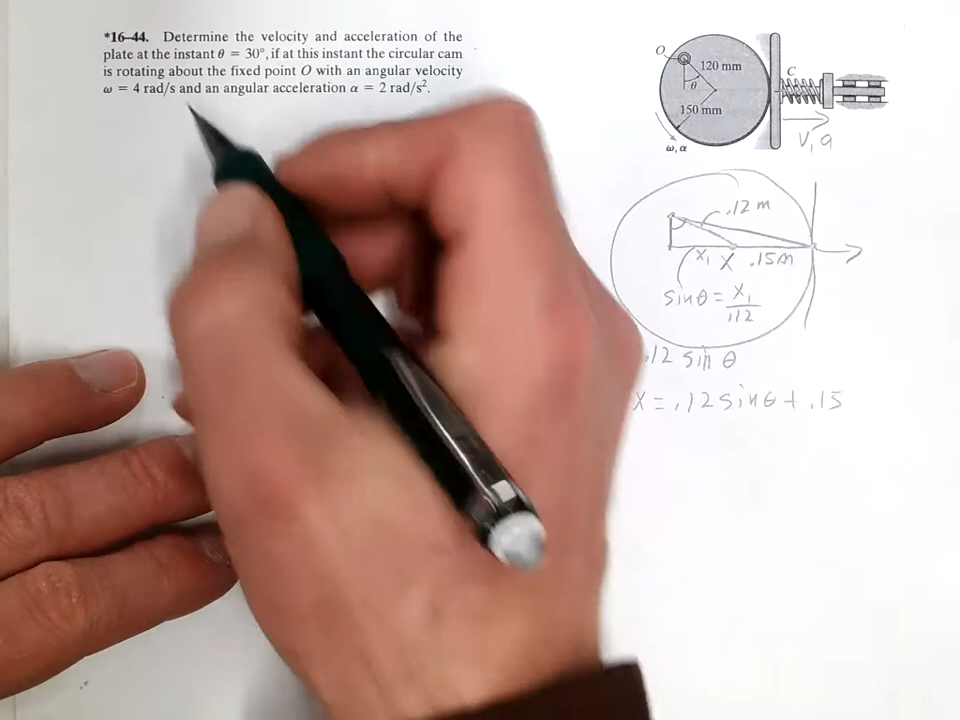 *16–44. Determine the velocity and acceleration of the
plate at the instant θ = 30°, if at this instant the circular cam
is rotating about the fixed point O with an angular velocity
ω = 4 rad/s and an angular acceleration α = 2 rad/s².
O
120 mm
C
θ
150 mm
ω, α
V, a
.12 m
x₁ X .15m
sinθ = x₁
.12
.12 sin θ
X = .12 sinθ + .15